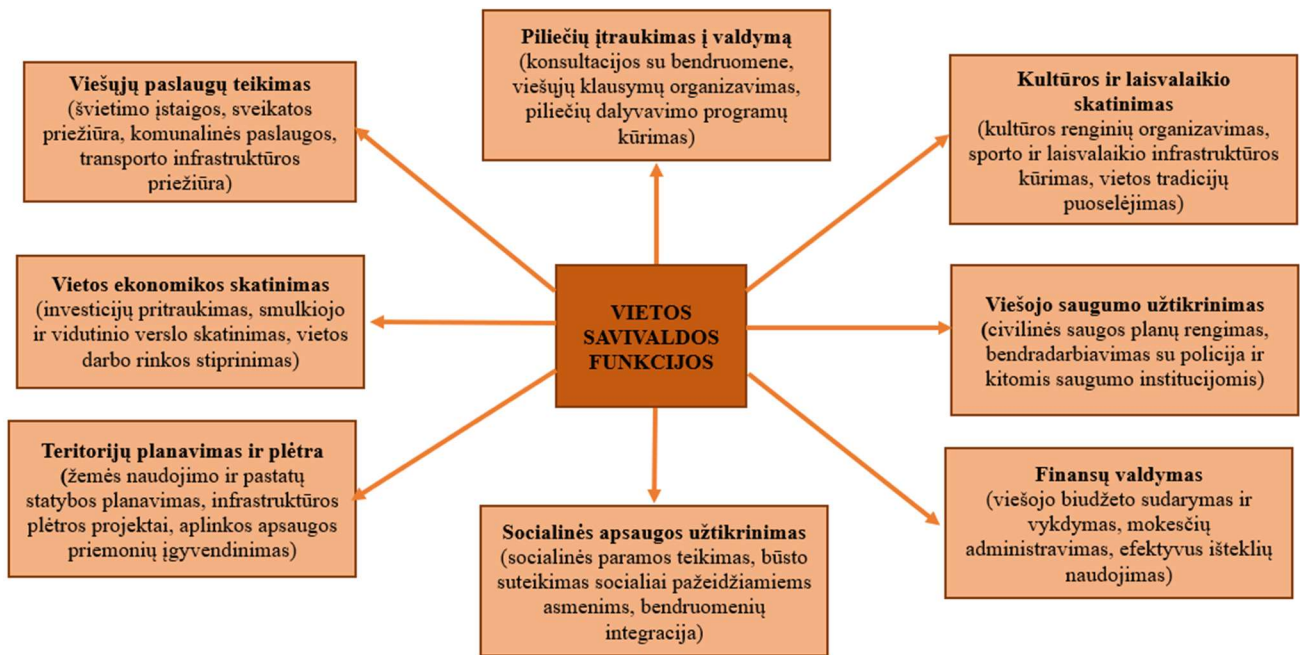 Piliečių įtraukimas į valdymą
(konsultacijos su bendruomene,
viešųjų klausymų organizavimas,
piliečių dalyvavimo programų
kūrimas)
Viešųjų paslaugų teikimas
(švietimo įstaigos, sveikatos
priežiūra, komunalinės paslaugos,
transporto infrastruktūros
priežiūra)
Kultūros ir laisvalaikio
skatinimas
(kultūros renginių organizavimas,
sporto ir laisvalaikio infrastruktūros
kūrimas, vietos tradicijų
puoselėjimas)
Vietos ekonomikos skatinimas
(investicijų pritraukimas, smulkiojo
ir vidutinio verslo skatinimas, vietos
darbo rinkos stiprinimas)
VIETOS
SAVIVALDOS
FUNKCIJOS
Viešojo saugumo užtikrinimas
(civilinės saugos planų rengimas,
bendradarbiavimas su policija ir
kitomis saugumo institucijomis)
Teritorijų planavimas ir plėtra
(žemės naudojimo ir pastatų
statybos planavimas, infrastruktūros
plėtros projektai, aplinkos apsaugos
priemonių įgyvendinimas)
Socialinės apsaugos užtikrinimas
(socialinės paramos teikimas, būsto
suteikimas socialiai pažeidžiamiems
asmenims, bendruomenių
integracija)
Finansų valdymas
(viešojo biudžeto sudarymas ir
vykdymas, mokesčių
administravimas, efektyvus išteklių
naudojimas)